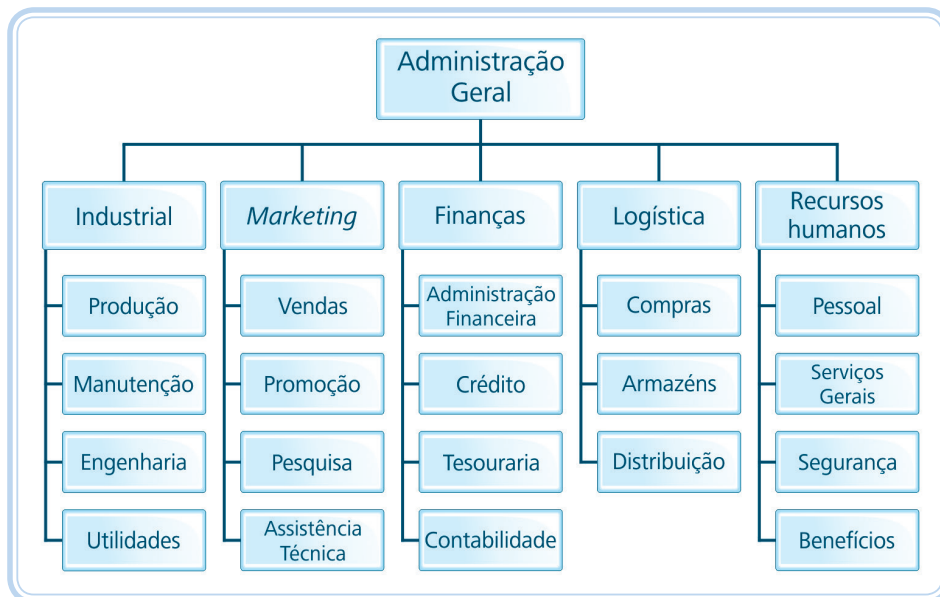 Administração
Geral
Industrial
Marketing
Finanças
Logística
Recursos
humanos
Produção
Manutenção
Engenharia
Utilidades
Vendas
Promoção
Pesquisa
Assistência
Técnica
Administração
Financeira
Crédito
Tesouraria
Contabilidade
Compras
Armazéns
Distribuição
Pessoal
Serviços
Gerais
Segurança
Benefícios